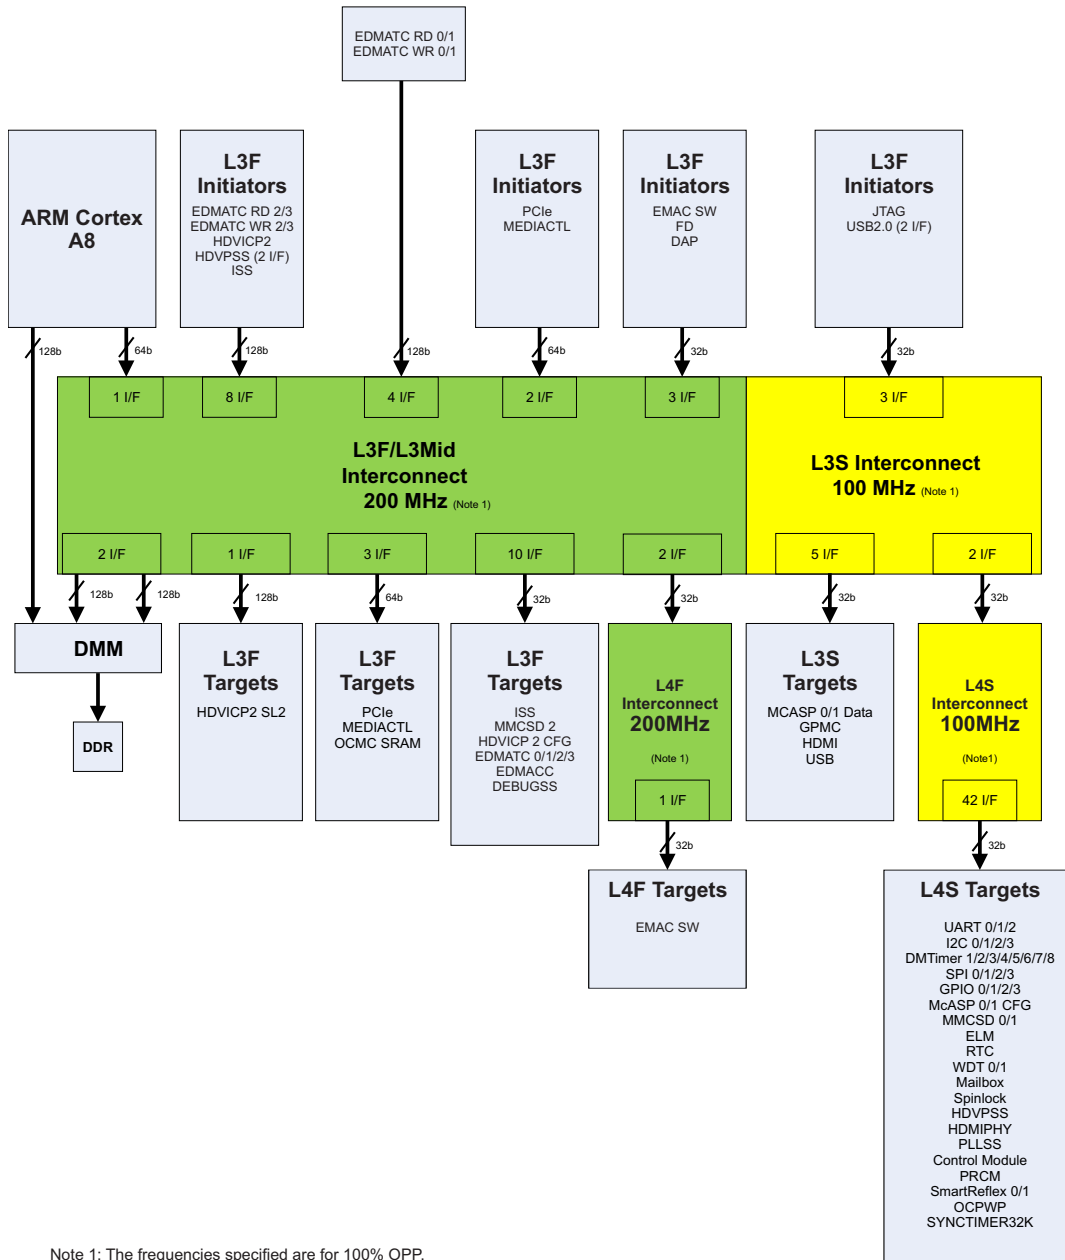 EDMATC RD 0/1
EDMATC WR 0/1
ARM Cortex
A8
L3F
Initiators
EDMATC RD 2/3
EDMATC WR 2/3
HDVICP2
HDVPSS (2 I/F)
ISS
L3F
Initiators
PCIe
MEDIACTL
L3F
Initiators
EMAC SW
FD
DAP
L3F
Initiators
JTAG
USB2.0 (2 I/F)
128b
64b
128b
128b
64b
32b
32b
1 I/F
8 I/F
4 I/F
2 I/F
3 I/F
3 I/F
L3F/L3Mid
Interconnect
200 MHz (Note 1)
L3S Interconnect
100 MHz (Note 1)
2 I/F
1 I/F
3 I/F
10 I/F
2 I/F
5 I/F
2 I/F
128b
128b
128b
64b
32b
32b
32b
32b
DMM
DDR
L3F
Targets
HDVICP2 SL2
L3F
Targets
PCIe
MEDIACTL
OCMC SRAM
L3F
Targets
ISS
MMCSD 2
HDVICP 2 CFG
EDMATC 0/1/2/3
EDMACC
DEBUGSS
L4F
Interconnect
200MHz
(Note 1)
1 I/F
L3S
Targets
MCASP 0/1 Data
GPMC
HDMI
USB
L4S
Interconnect
100MHz
(Note1)
42 I/F
32b
32b
L4F Targets
EMAC SW
L4S Targets
UART 0/1/2
I2C 0/1/2/3
DMTimer 1/2/3/4/5/6/7/8
SPI 0/1/2/3
GPIO 0/1/2/3
McASP 0/1 CFG
MMCSD 0/1
ELM
RTC
WDT 0/1
Mailbox
Spinlock
HDVPSS
HDMIPHY
PLLSS
Control Module
PRCM
SmartReflex 0/1
OCPWP
SYNCTIMER32K
Note 1: The frequencies specified are for 100% OPP.